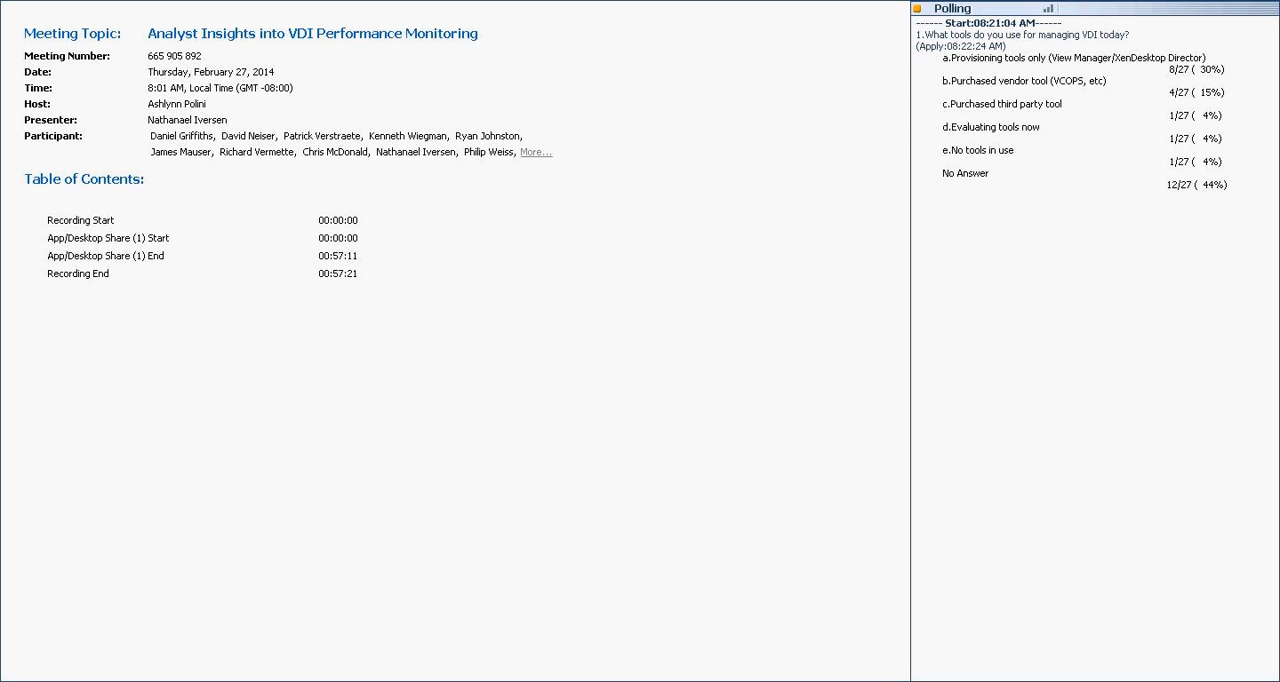 Meeting Topic: Analyst Insights into VDI Performance Monitoring
Meeting Number: 665 905 892
Date: Thursday, February 27, 2014
Time: 8:01 AM, Local Time (GMT -08:00)
Host: Ashlynn Polini
Presenter: Nathanael Iversen
Participant: Daniel Griffiths, David Neiser, Patrick Verstraete, Kenneth Wiegman, Ryan Johnston,
James Mauser, Richard Vermette, Chris McDonald, Nathanael Iversen, Philip Weiss, More...
Table of Contents:
Recording Start 00:00:00
App/Desktop Share (1) Start 00:00:00
App/Desktop Share (1) End 00:57:11
Recording End 00:57:21
Polling
------ Start:08:21:04 AM------
1.What tools do you use for managing VDI today?
(Apply:08:22:24 AM)
a.Provisioning tools only (View Manager/XenDesktop Director)
8/27 ( 30%)
b.Purchased vendor tool (VCOPS, etc)
4/27 ( 15%)
c.Purchased third party tool
1/27 ( 4%)
d.Evaluating tools now
1/27 ( 4%)
e.No tools in use
1/27 ( 4%)
No Answer
12/27 ( 44%)